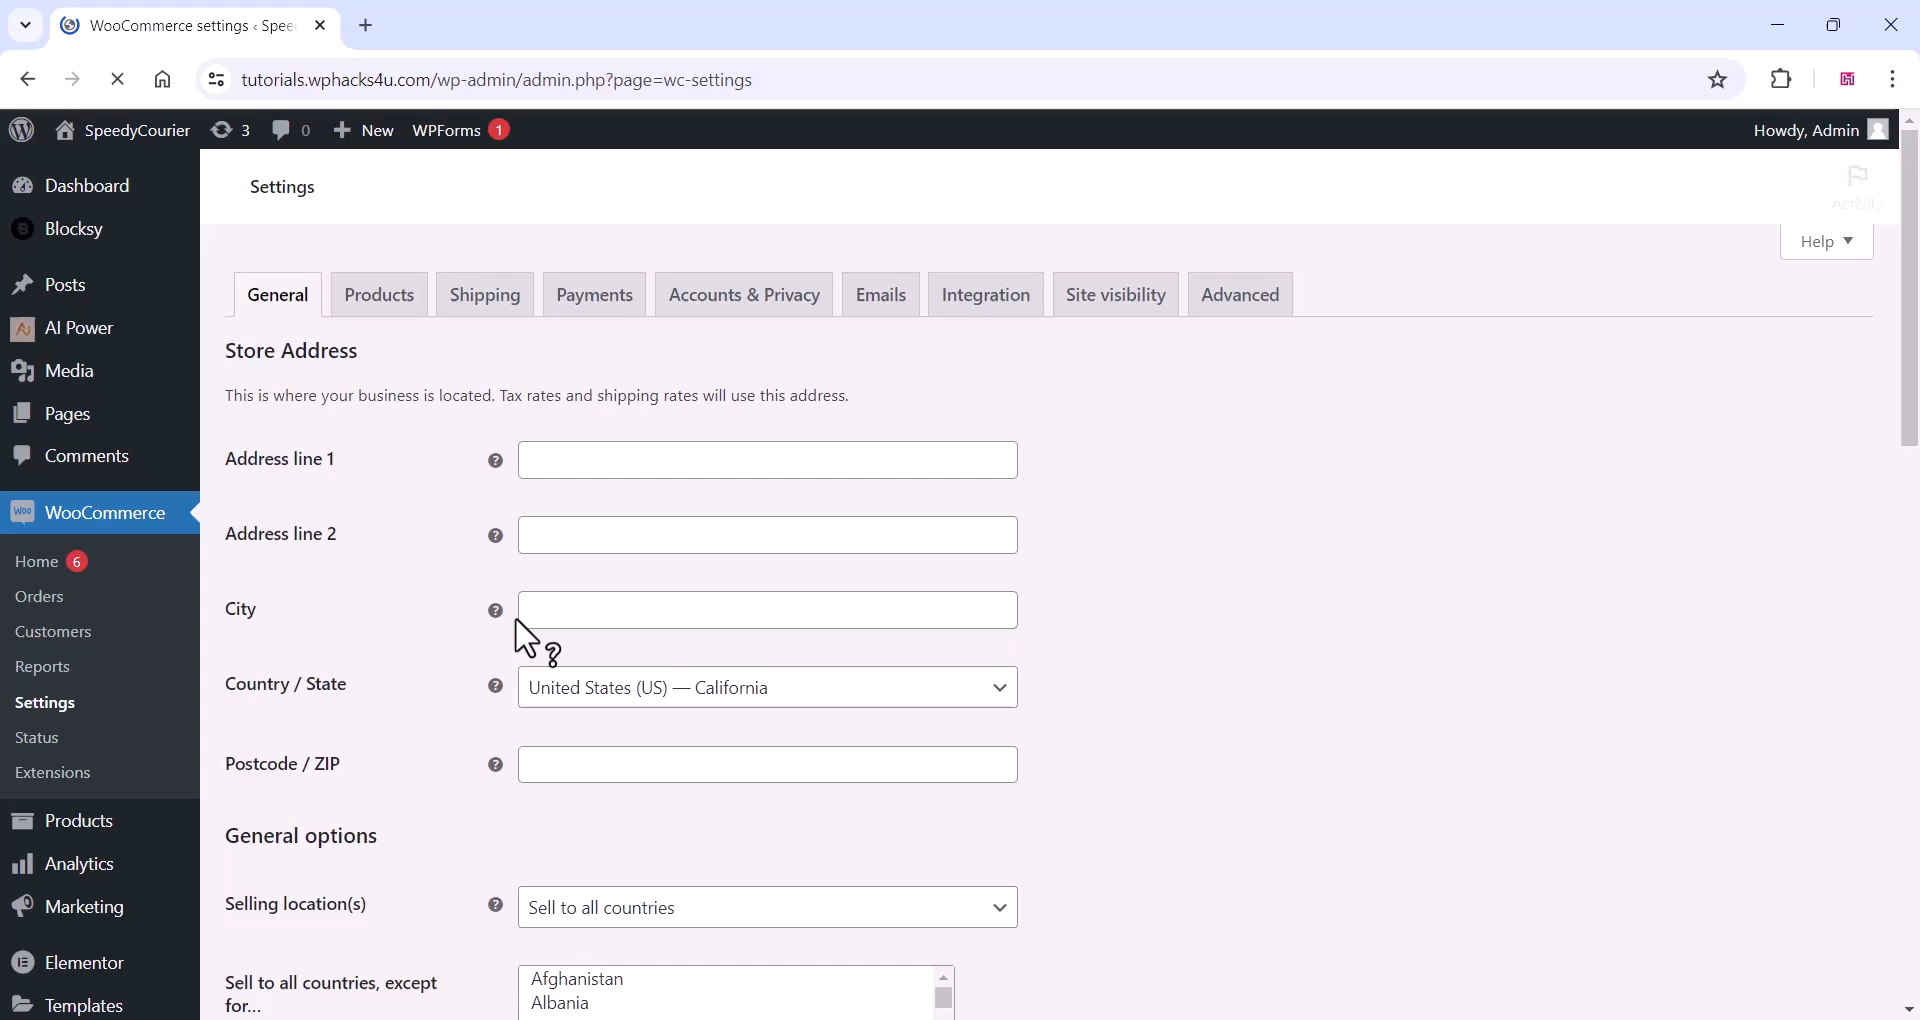 WooCommerce settings ‹ Spee
tutorials.wphacks4u.com/wp-admin/admin.php?page=wc-settings
SpeedyCourier 3 0 New WPForms 1 Howdy, Admin
Dashboard
Blocksy
Posts
AI Power
Media
Pages
Comments
WooCommerce
Home 6
Orders
Customers
Reports
Settings
Status
Extensions
Products
Analytics
Marketing
Elementor
Templates
Settings
Activity
Help
General Products Shipping Payments Accounts & Privacy Emails Integration Site visibility Advanced
Store Address
This is where your business is located. Tax rates and shipping rates will use this address.
Address line 1
Address line 2
City
Country / State United States (US) — California
Postcode / ZIP
General options
Selling location(s) Sell to all countries
Sell to all countries, except
for...
Afghanistan
Albania